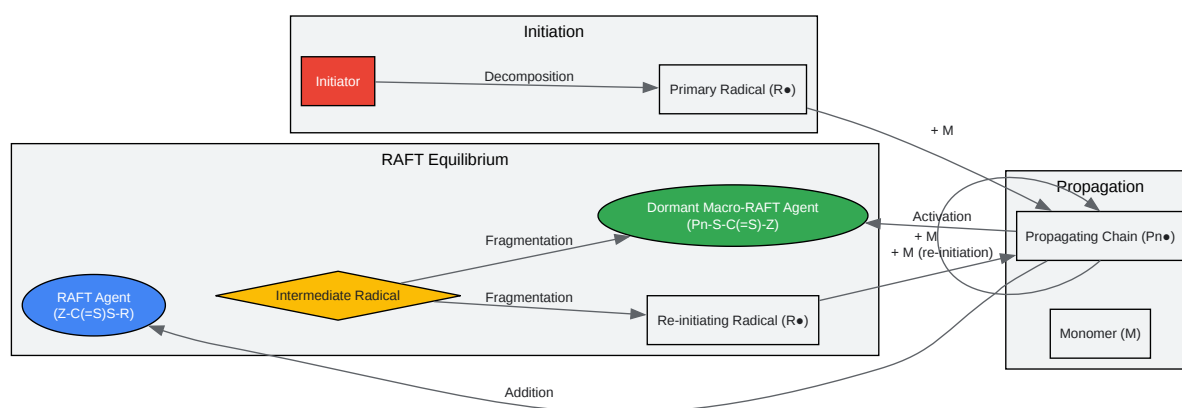 Initiation
Initiator
Decomposition
Primary Radical (R●)
+ M
RAFT Equilibrium
Propagation
Dormant Macro-RAFT Agent
(Pn-S-C(=S)-Z)
Activation
Propagating Chain (Pn●)
+ M
+ M (re-initiation)
Fragmentation
Intermediate Radical
Fragmentation
RAFT Agent
(Z-C(=S)S-R)
Re-initiating Radical (R●)
Monomer (M)
Addition